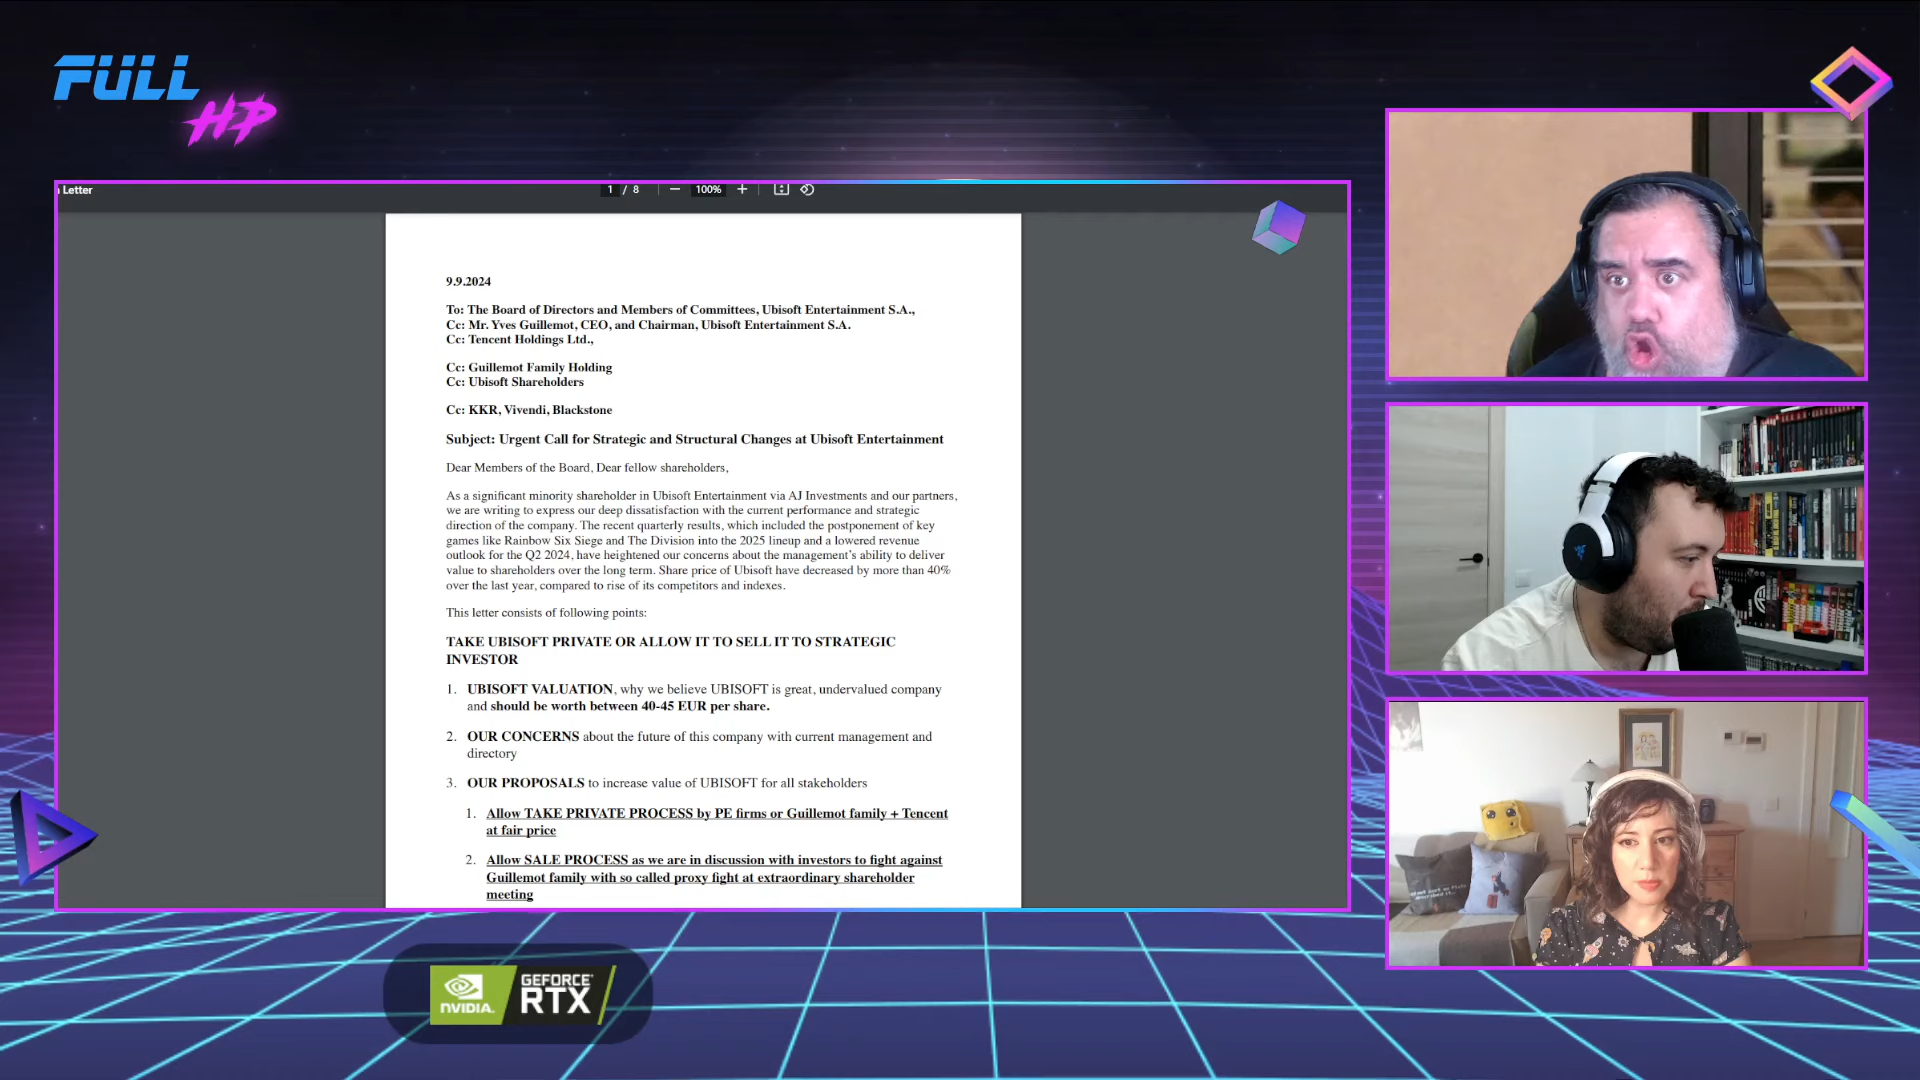 FULL
HP
Letter
1 / 8 — 100% +
9.9.2024
To: The Board of Directors and Members of Committees, Ubisoft Entertainment S.A.,
Cc: Mr. Yves Guillemot, CEO, and Chairman, Ubisoft Entertainment S.A.
Cc: Tencent Holdings Ltd.,
Cc: Guillemot Family Holding
Cc: Ubisoft Shareholders
Cc: KKR, Vivendi, Blackstone
Subject: Urgent Call for Strategic and Structural Changes at Ubisoft Entertainment
Dear Members of the Board, Dear fellow shareholders,
As a significant minority shareholder in Ubisoft Entertainment via AJ Investments and our partners,
we are writing to express our deep dissatisfaction with the current performance and strategic
direction of the company. The recent quarterly results, which included the postponement of key
games like Rainbow Six Siege and The Division into the 2025 lineup and a lowered revenue
outlook for the Q2 2024, have heightened our concerns about the management's ability to deliver
value to shareholders over the long term. Share price of Ubisoft have decreased by more than 40%
over the last year, compared to rise of its competitors and indexes.
This letter consists of following points:
TAKE UBISOFT PRIVATE OR ALLOW IT TO SELL IT TO STRATEGIC
INVESTOR
1. UBISOFT VALUATION, why we believe UBISOFT is great, undervalued company
and should be worth between 40-45 EUR per share.
2. OUR CONCERNS about the future of this company with current management and
directory
3. OUR PROPOSALS to increase value of UBISOFT for all stakeholders
1. Allow TAKE PRIVATE PROCESS by PE firms or Guillemot family + Tencent
at fair price
2. Allow SALE PROCESS as we are in discussion with investors to fight against
Guillemot family with so called proxy fight at extraordinary shareholder
meeting
NVIDIA.
GEFORCE
RTX